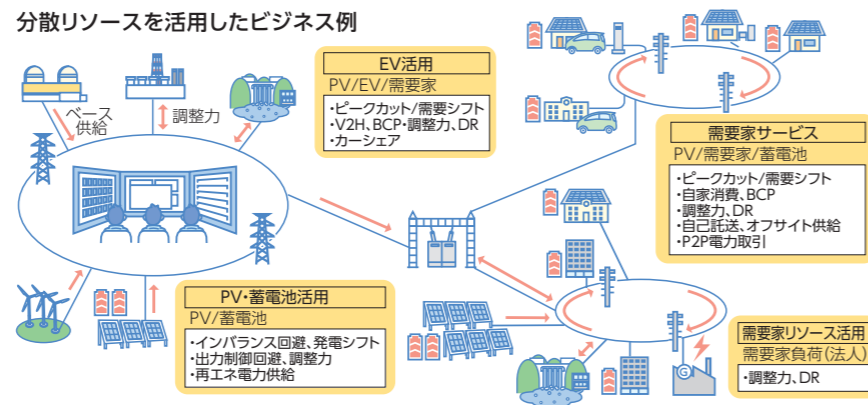 分散リソースを活用したビジネス例
ベース
供給
調整力
EV活用
PV/EV/需要家
・ピークカット/需要シフト
・V2H、BCP・調整力、DR
・カーシェア
需要家サービス
PV/需要家/蓄電池
・ピークカット/需要シフト
・自家消費、BCP
・調整力、DR
・自己託送、オフサイト供給
・P2P電力取引
PV・蓄電池活用
PV/蓄電池
・インバランス回避、発電シフト
・出力制御回避、調整力
・再エネ電力供給
需要家リソース活用
需要家負荷(法人)
・調整力、DR
G